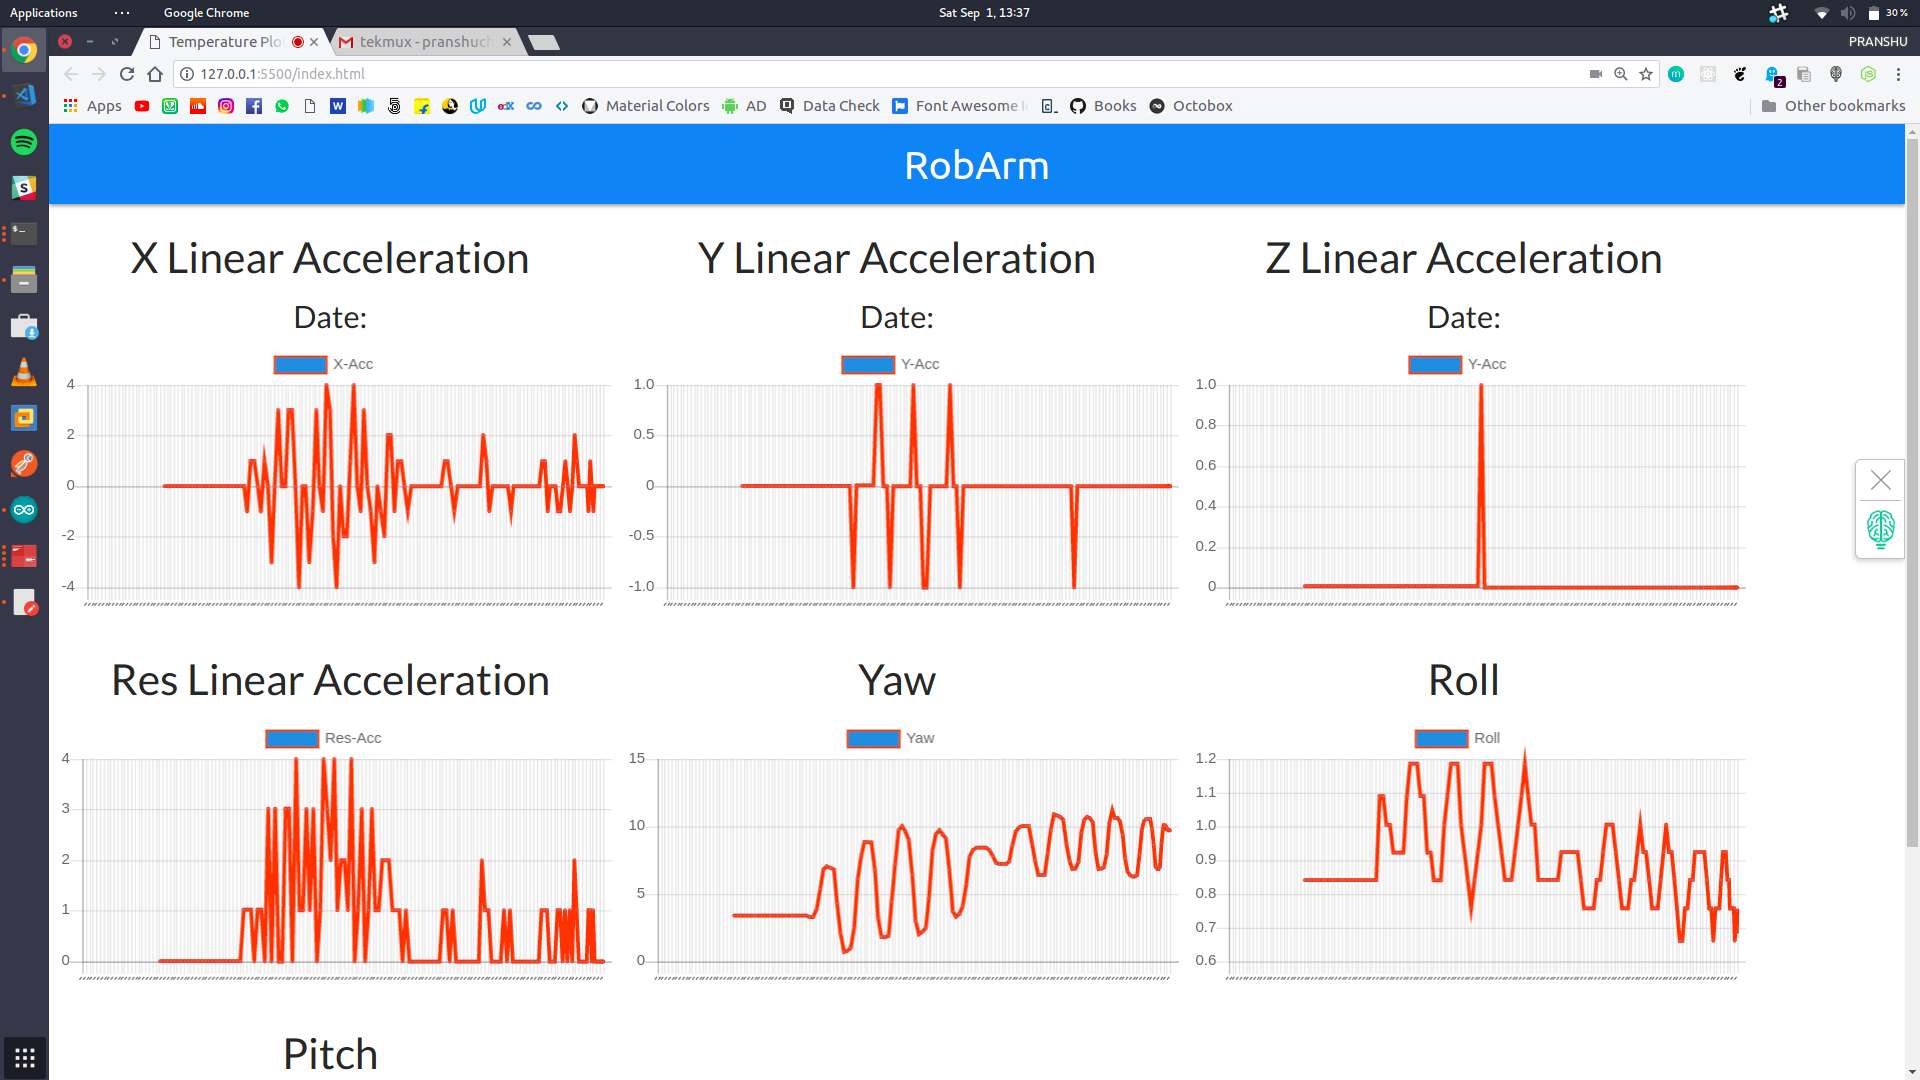 Applications ... Google Chrome Sat Sep 1, 13:37 30 %
Temperature Plo tekmux - pranshuch PRANSHU
127.0.0.1:5500/index.html
Apps Material Colors AD Data Check Font Awesome Books Octobox Other bookmarks
RobArm
X Linear Acceleration
Date:
X-Acc
4
2
0
-2
-4
Y Linear Acceleration
Date:
Y-Acc
1.0
0.5
0
-0.5
-1.0
Z Linear Acceleration
Date:
Y-Acc
1.0
0.8
0.6
0.4
0.2
0
Res Linear Acceleration
Res-Acc
4
3
2
1
0
Yaw
Yaw
15
10
5
0
Roll
Roll
1.2
1.1
1.0
0.9
0.8
0.7
0.6
Pitch